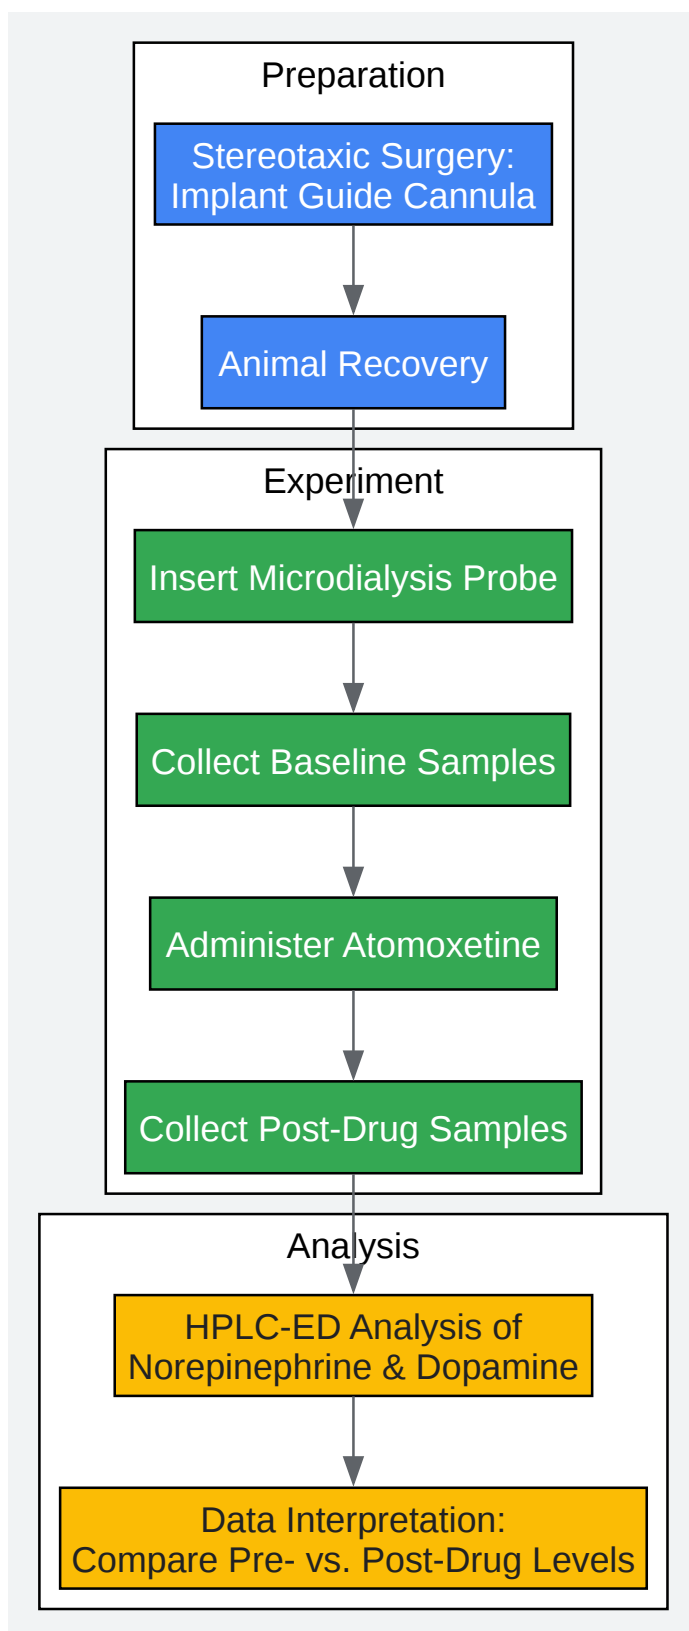 Preparation
Stereotaxic Surgery:
Implant Guide Cannula
Animal Recovery
Experiment
Insert Microdialysis Probe
Collect Baseline Samples
Administer Atomoxetine
Collect Post-Drug Samples
Analysis
HPLC-ED Analysis of
Norepinephrine & Dopamine
Data Interpretation:
Compare Pre- vs. Post-Drug Levels